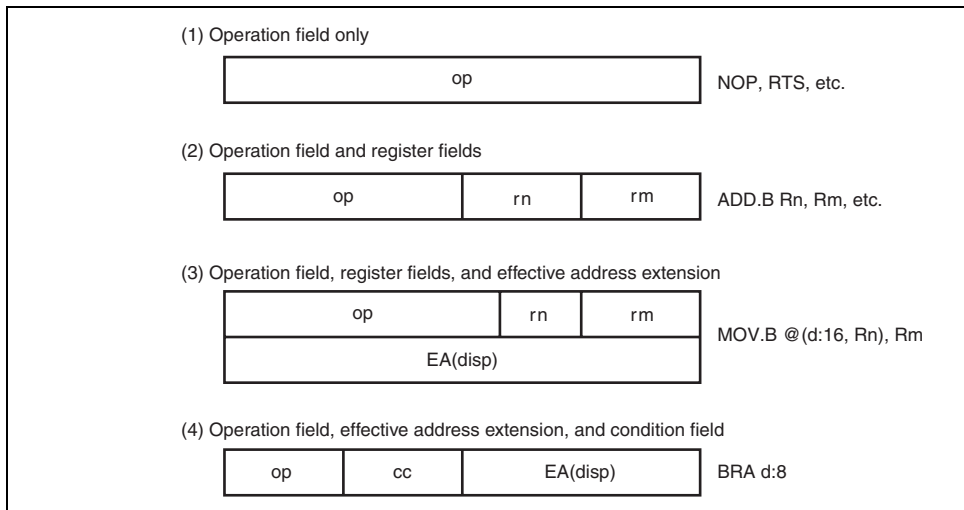 (1) Operation field only
op
NOP, RTS, etc.
(2) Operation field and register fields
op rn rm
ADD.B Rn, Rm, etc.
(3) Operation field, register fields, and effective address extension
op rn rm
EA(disp)
MOV.B @(d:16, Rn), Rm
(4) Operation field, effective address extension, and condition field
op cc EA(disp)
BRA d:8